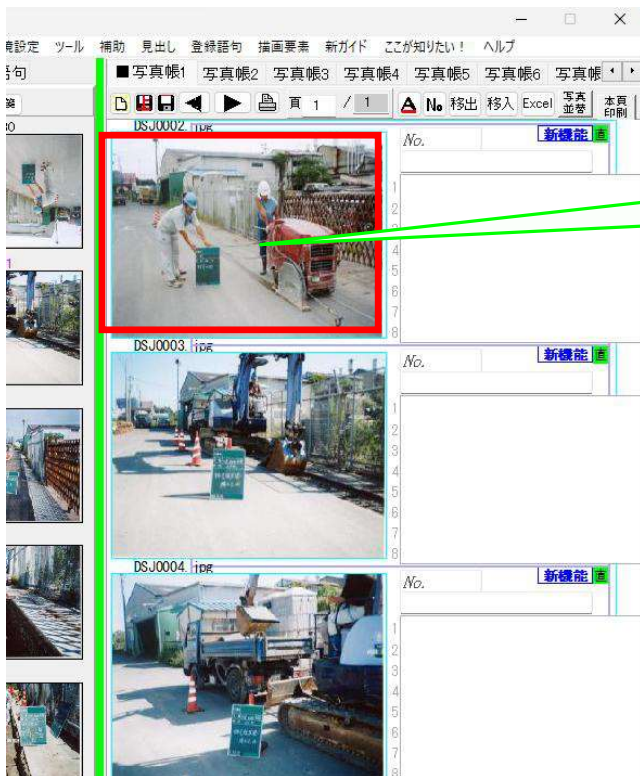 境設定 ツール 補助 見出し 登録語句 描画要素 新ガイド ここが知りたい！ ヘルプ
語句 ■写真帳1 写真帳2 写真帳3 写真帳4 写真帳5 写真帳6 写真帳
頁 1 / 1 A No 移出 移入 Excel 写真並替 本頁印刷
DSJ0002.jpg
No.
新機能 直
1
2
3
4
5
6
7
8
DSJ0003.jpg
No.
新機能 直
1
2
3
4
5
6
7
8
DSJ0004.jpg
No.
新機能 直
1
2
3
4
5
6
7
8